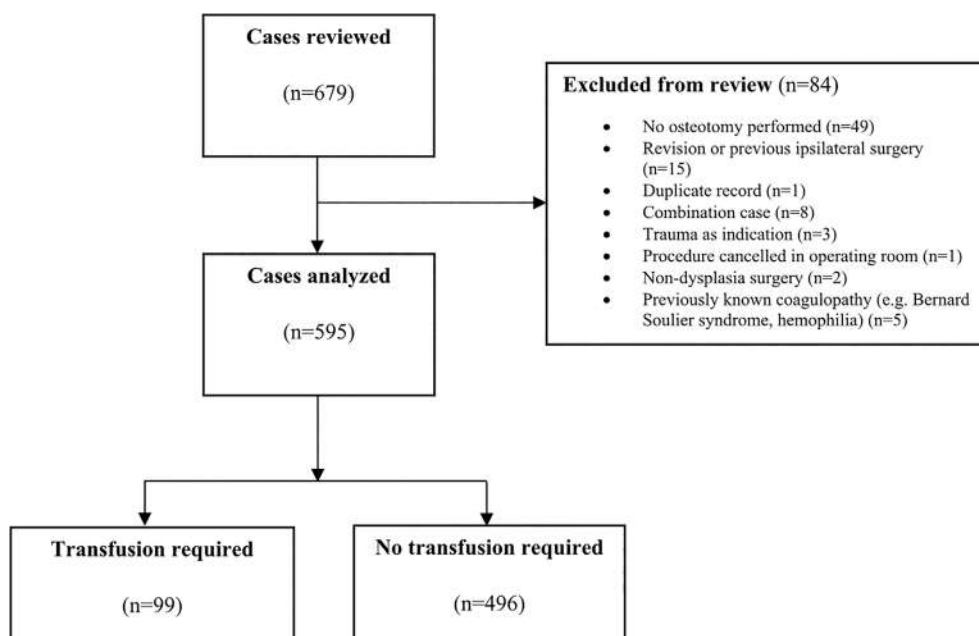 Cases reviewed
(n=679)
Excluded from review (n=84)
• No osteotomy performed (n=49)
• Revision or previous ipsilateral surgery
(n=15)
• Duplicate record (n=1)
• Combination case (n=8)
• Trauma as indication (n=3)
• Procedure cancelled in operating room (n=1)
• Non-dysplasia surgery (n=2)
• Previously known coagulopathy (e.g. Bernard
Soulier syndrome, hemophilia) (n=5)
Cases analyzed
(n=595)
Transfusion required
(n=99)
No transfusion required
(n=496)